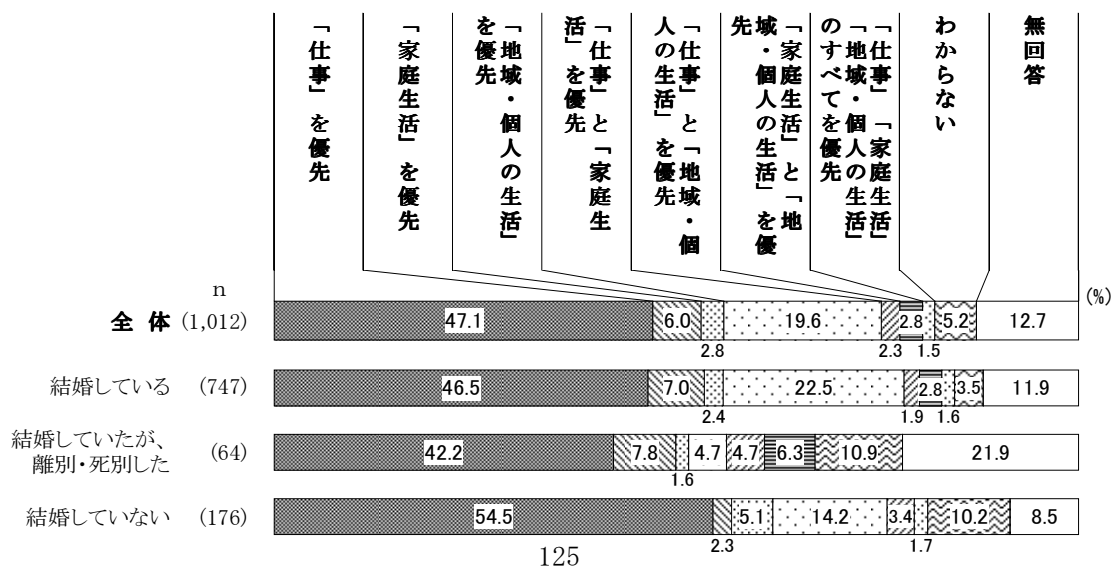 「仕事」を優先
「家庭生活」を優先
「地域・個人の生活」
を優先
「仕事」と「家庭生
活」を優先
「仕事」と「地域・個
人の生活」を優先
「家庭生活」と「地
域・個人の生活」を優
先
「仕事」「家庭生活」
「地域・個人の生活」
のすべてを優先
わからない
無回答
n
(%)
全 体 (1,012)
47.1 6.0 2.8 19.6 2.3 2.8 1.5 5.2 12.7
結婚している (747)
46.5 7.0 2.4 22.5 1.9 2.8 1.6 3.5 11.9
結婚していたが、
離別・死別した (64)
42.2 7.8 1.6 4.7 4.7 6.3 10.9 21.9
結婚していない (176)
54.5 2.3 5.1 14.2 3.4 1.7 10.2 8.5
125